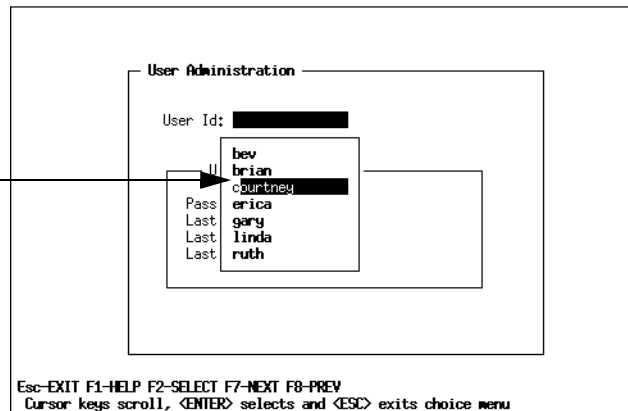 User Administration
User Id:
bev
U brian
courtney
Pass erica
Last gary
Last linda
Last ruth
Esc-EXIT F1-HELP F2-SELECT F7-NEXT F8-PREV
Cursor keys scroll, <ENTER> selects and <ESC> exits choice menu